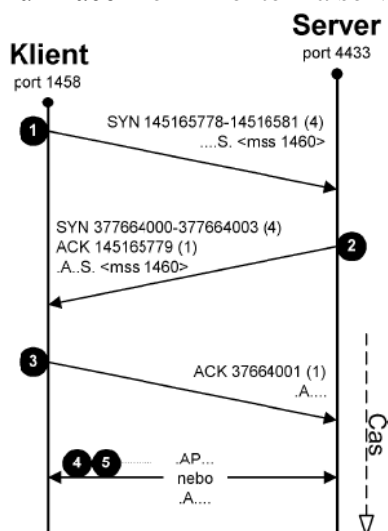 Server
port 4433
Klient
port 1458
1
SYN 145165778-14516581 (4)
....S. <mss 1460>
SYN 377664000-377664003 (4)
ACK 145165779 (1)
.A..S. <mss 1460>
2
3
ACK 37664001 (1)
.A....
Čas
4 5 .AP...
nebo
.A....